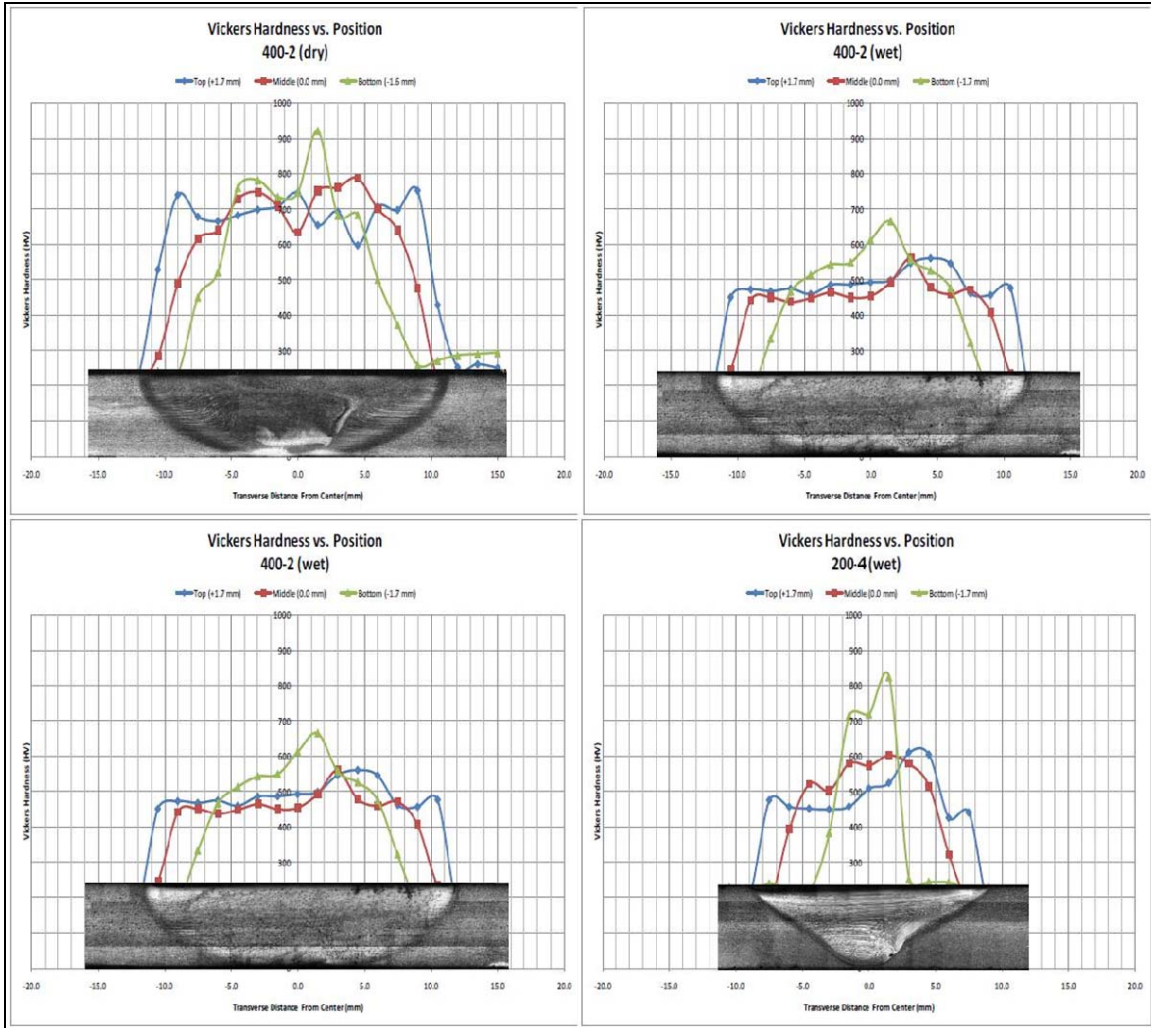 Vickers Hardness vs. Position
400-2 (dry)
Top (+1.7 mm) Middle (0.0 mm) Bottom (-1.6 mm)
1000
900
800
700
600
500
400
300
0
-20.0 -15.0 -10.0 -5.0 0.0 5.0 10.0 15.0 20.0
Vickers Hardness (HV)
Transverse Distance From Center (mm)
Vickers Hardness vs. Position
400-2 (wet)
Top (+1.7 mm) Middle (0.0 mm) Bottom (-1.7 mm)
1000
900
800
700
600
500
400
300
0
-20.0 -15.0 -10.0 -5.0 0.0 5.0 10.0 15.0 20.0
Vickers Hardness (HV)
Transverse Distance From Center (mm)
Vickers Hardness vs. Position
400-2 (wet)
Top (+1.7 mm) Middle (0.0 mm) Bottom (-1.7 mm)
1000
900
800
700
600
500
400
300
0
-20.0 -15.0 -10.0 -5.0 0.0 5.0 10.0 15.0 20.0
Vickers Hardness (HV)
Transverse Distance From Center (mm)
Vickers Hardness vs. Position
200-4 (wet)
Top (+1.7 mm) Middle (0.0 mm) Bottom (-1.7 mm)
1000
900
800
700
600
500
400
300
0
-20.0 -15.0 -10.0 -5.0 0.0 5.0 10.0 15.0 20.0
Vickers Hardness (HV)
Transverse Distance From Center (mm)